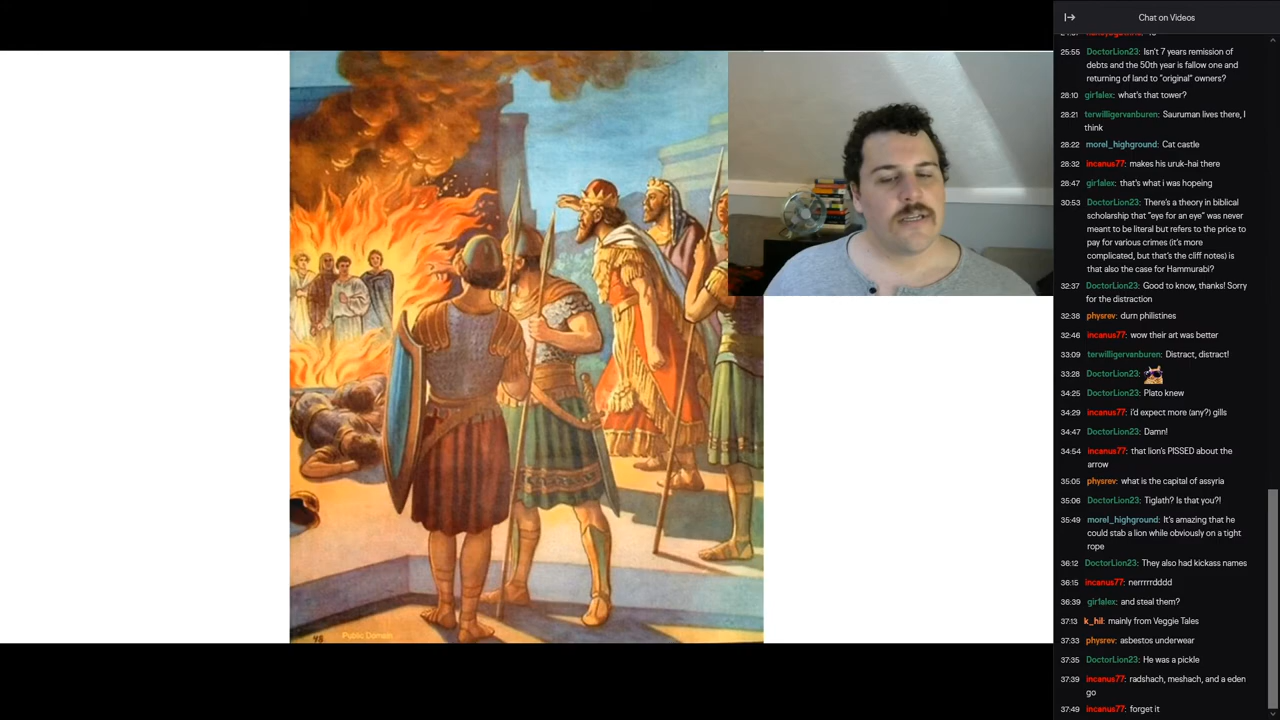 Chat on Videos
25:55 DoctorLion23: Isn't 7 years remission of
debts and the 50th year is fallow one and
returning of land to "original" owners?
28:10 gir1alex: what's that tower?
28:21 terwilligervanburen: Sauruman lives there, I
think
28:22 morel_highground: Cat castle
28:32 incanus77: makes his uruk-hai there
28:47 gir1alex: that's what i was hopeing
30:53 DoctorLion23: There's a theory in biblical
scholarship that "eye for an eye" was never
meant to be literal but refers to the price to
pay for various crimes (it's more
complicated, but that's the cliff notes) is
that also the case for Hammurabi?
32:37 DoctorLion23: Good to know, thanks! Sorry
for the distraction
32:38 physrev: durn philistines
32:46 incanus77: wow their art was better
33:09 terwilligervanburen: Distract, distract!
33:28 DoctorLion23:
34:25 DoctorLion23: Plato knew
34:29 incanus77: i'd expect more (any?) gills
34:47 DoctorLion23: Damn!
34:54 incanus77: that lion's PISSED about the
arrow
35:05 physrev: what is the capital of assyria
35:06 DoctorLion23: Tiglath? Is that you?!
35:49 morel_highground: It's amazing that he
could stab a lion while obviously on a tight
rope
36:12 DoctorLion23: They also had kickass names
36:15 incanus77: nerrrrrdddd
36:39 gir1alex: and steal them?
37:13 k_hil: mainly from Veggie Tales
37:33 physrev: asbestos underwear
37:35 DoctorLion23: He was a pickle
37:39 incanus77: radshach, meshach, and a eden
go
37:49 incanus77: forget it
48
Public Domain